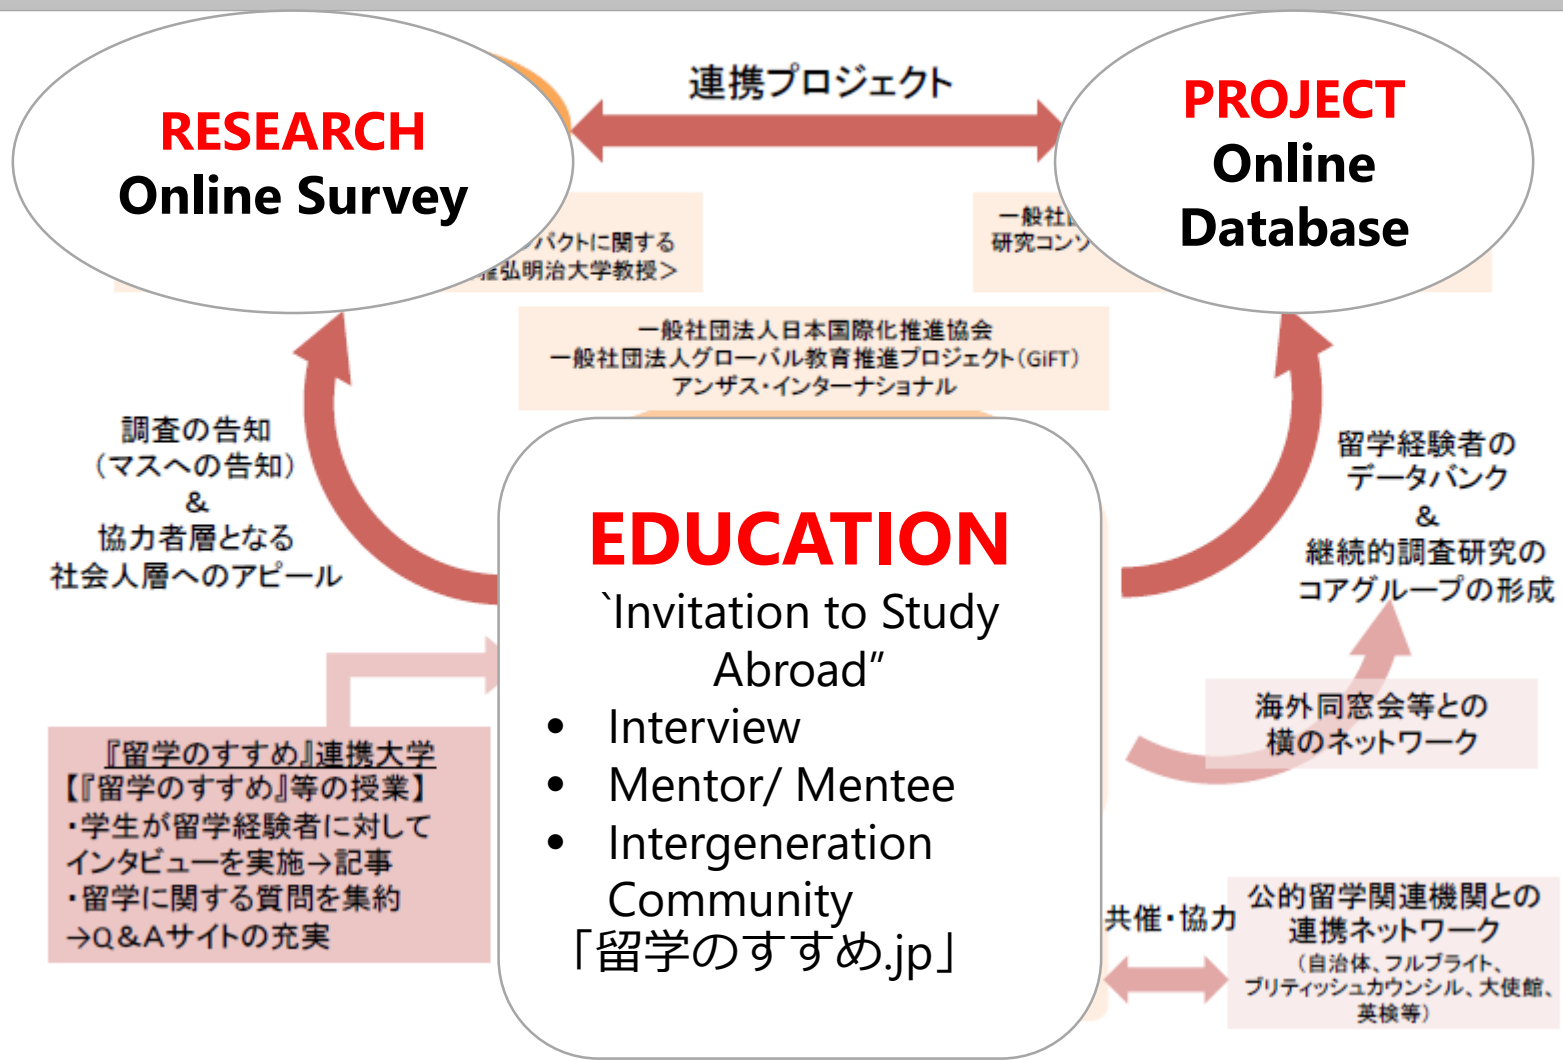 連携プロジェクト
RESEARCH
Online Survey
PROJECT
Online
Database
パクトに関する
弘明治大学教授＞
一般社
研究コンソ
一般社団法人日本国際化推進協会
一般社団法人グローバル教育推進プロジェクト（GiFT）
アンザス・インターナショナル
調査の告知
（マスへの告知）
&
協力者層となる
社会人層へのアピール
留学経験者の
データバンク
&
継続的調査研究の
コアグループの形成
EDUCATION
`Invitation to Study
Abroad”
• Interview
• Mentor/ Mentee
• Intergeneration
Community
「留学のすすめ.jp」
海外同窓会等との
横のネットワーク
『留学のすすめ』連携大学
【『留学のすすめ』等の授業】
・学生が留学経験者に対して
インタビューを実施→記事
・留学に関する質問を集約
→Q&Aサイトの充実
共催・協力
公的留学関連機関との
連携ネットワーク
（自治体、フルブライト、
ブリティッシュカウンシル、大使館、
英検等）